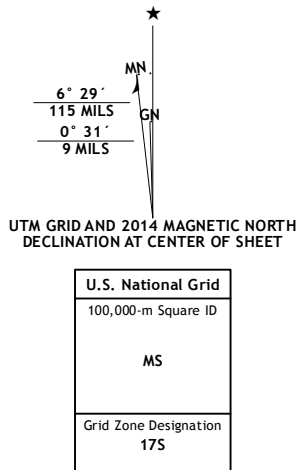 ★
MN
6° 29´
115 MILS
GN
0° 31´
9 MILS
UTM GRID AND 2014 MAGNETIC NORTH
DECLINATION AT CENTER OF SHEET
U.S. National Grid
100,000-m Square ID
MS
Grid Zone Designation
17S